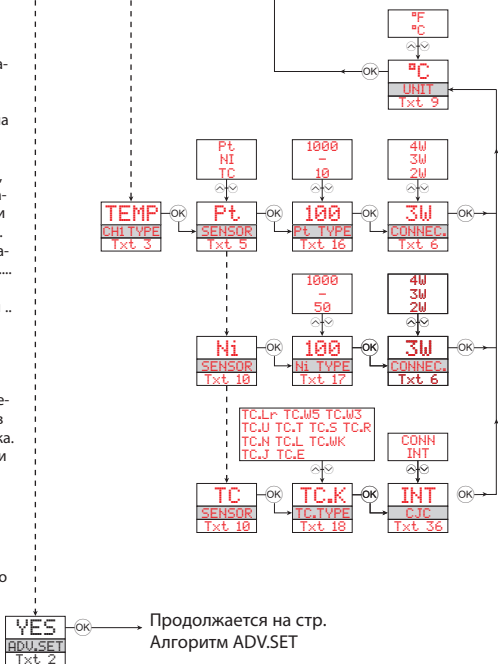 °F
°C
OK
°C
UNIT
Txt 9
Pt
NI
TC
1000
–
10
4W
3W
2W
TEMP
CH1 TYPE
Txt 3
OK
Pt
SENSOR
Txt 5
OK
100
Pt TYPE
Txt 16
OK
3W
CONNEC.
Txt 6
OK
1000
–
50
4W
3W
2W
Ni
SENSOR
Txt 10
OK
100
Ni TYPE
Txt 17
OK
3W
CONNEC.
Txt 6
OK
TC.Lr TC.W5 TC.W3
TC.U TC.T TC.S TC.R
TC.N TC.L TC.WK
TC.J TC.E
CONN
INT
TC
SENSOR
Txt 10
OK
TC.K
TC.TYPE
Txt 18
OK
INT
CJC
Txt 36
OK
YES
ADV.SET
Txt 2
OK
Продолжается на стр.
Алгоритм ADV.SET